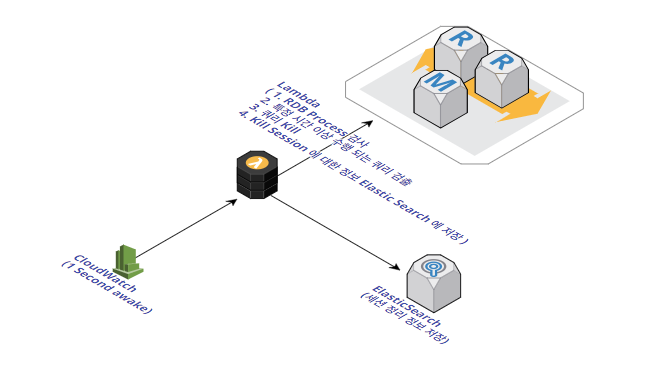 R
R
M
Lambda
( 1. RDB Process 검사
2. 특정 시간 이상 수행 되는 쿼리 검출
3. 쿼리 Kill
4. Kill Session 에 대한 정보 Elastic Search 에 저장 )
CloudWatch
(1 Second awake)
ElasticSearch
(세션 정리 정보 저장)